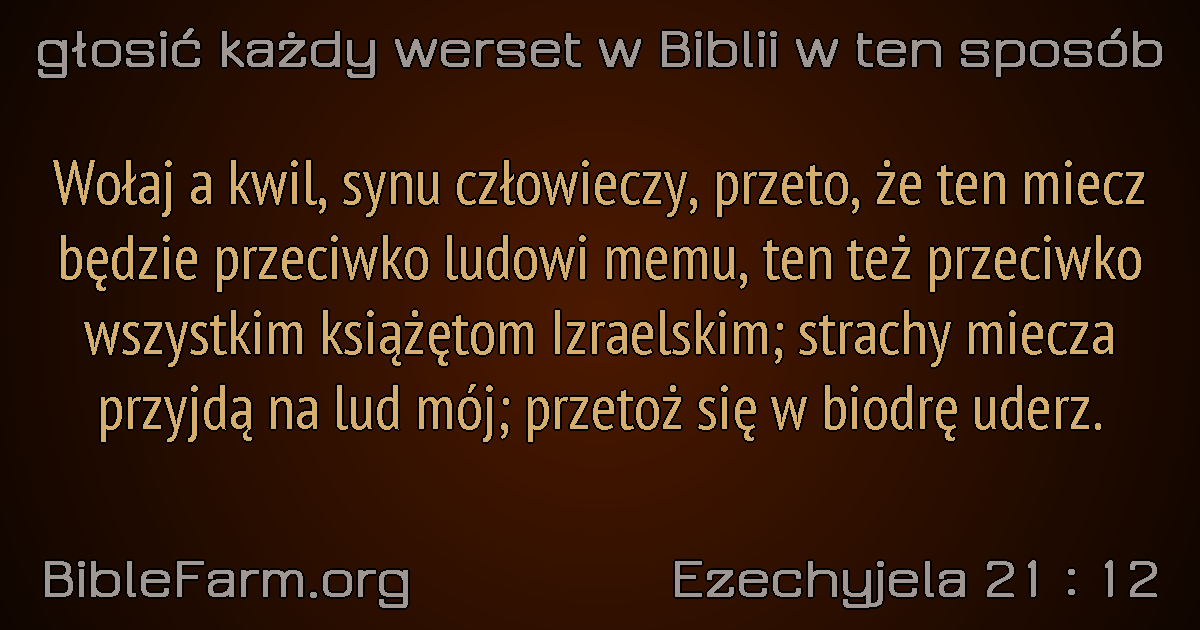 głosić każdy werset w Biblii w ten sposób
Wołaj a kwil, synu człowieczy, przeto, że ten miecz
będzie przeciwko ludowi memu, ten też przeciwko
wszystkim książętom Izraelskim; strachy miecza
przyjdą na lud mój; przetoż się w biodrę uderz.
BibleFarm.org
Ezechyjela 21 : 12